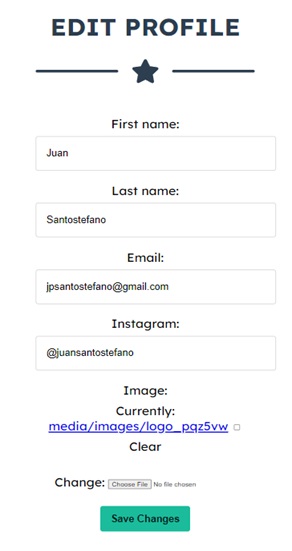 EDIT PROFILE
First name:
Juan
Last name:
Santostefano
Email:
jpsantostefano@gmail.com
Instagram:
@juansantostefano
Image:
Currently:
media/images/logo_pqz5vw
Clear
Change: Choose File No file chosen
Save Changes